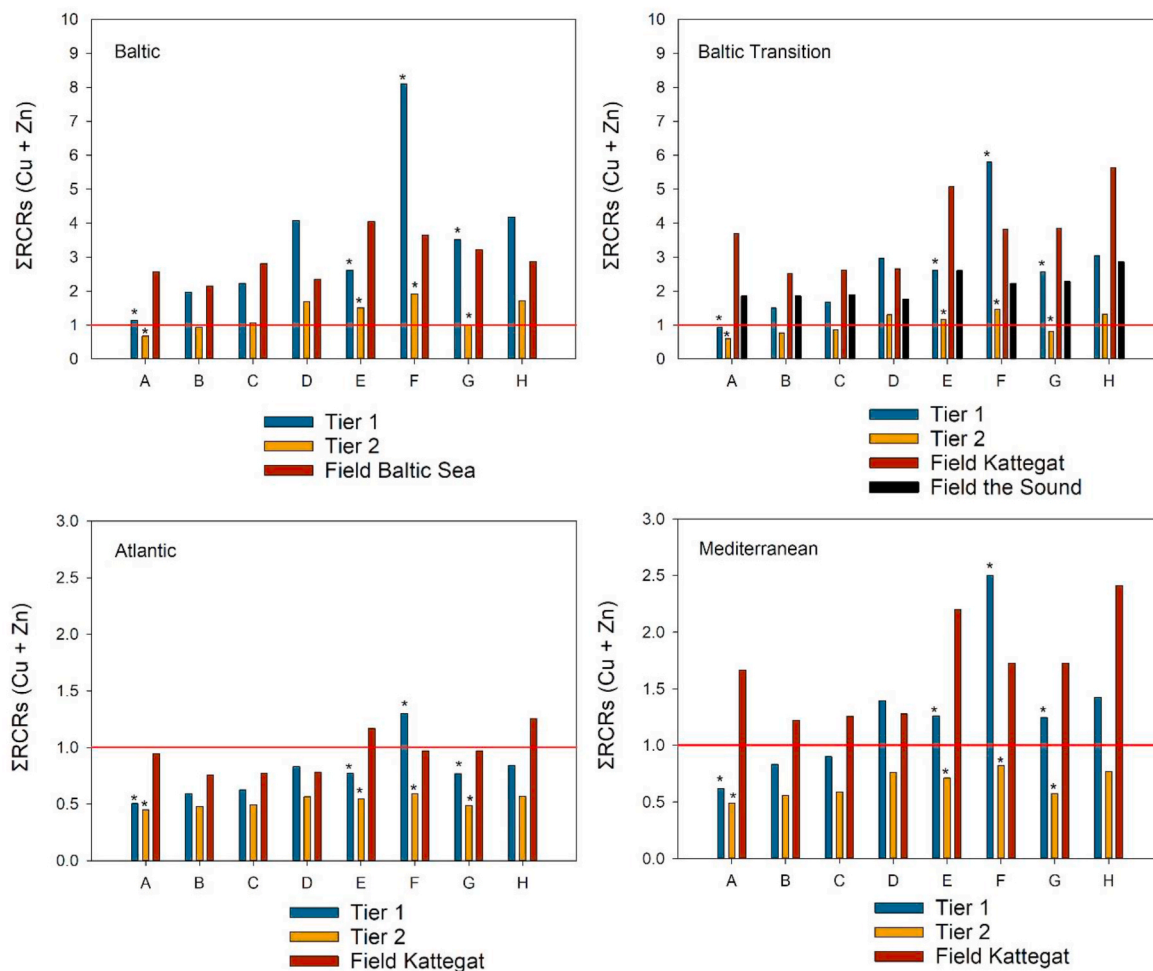 Baltic
ΣRCRs (Cu + Zn)
10
9
8
7
6
5
4
3
2
1
0
*
*
*
*
*
*
*
*
A B C D E F G H
Tier 1
Tier 2
Field Baltic Sea
Baltic Transition
ΣRCRs (Cu + Zn)
10
9
8
7
6
5
4
3
2
1
0
*
*
*
*
*
*
*
*
A B C D E F G H
Tier 1
Tier 2
Field Kattegat
Field the Sound
Atlantic
ΣRCRs (Cu + Zn)
3.0
2.5
2.0
1.5
1.0
0.5
0.0
*
*
*
*
*
*
*
*
A B C D E F G H
Tier 1
Tier 2
Field Kattegat
Mediterranean
ΣRCRs (Cu + Zn)
3.0
2.5
2.0
1.5
1.0
0.5
0.0
*
*
*
*
*
*
*
*
A B C D E F G H
Tier 1
Tier 2
Field Kattegat